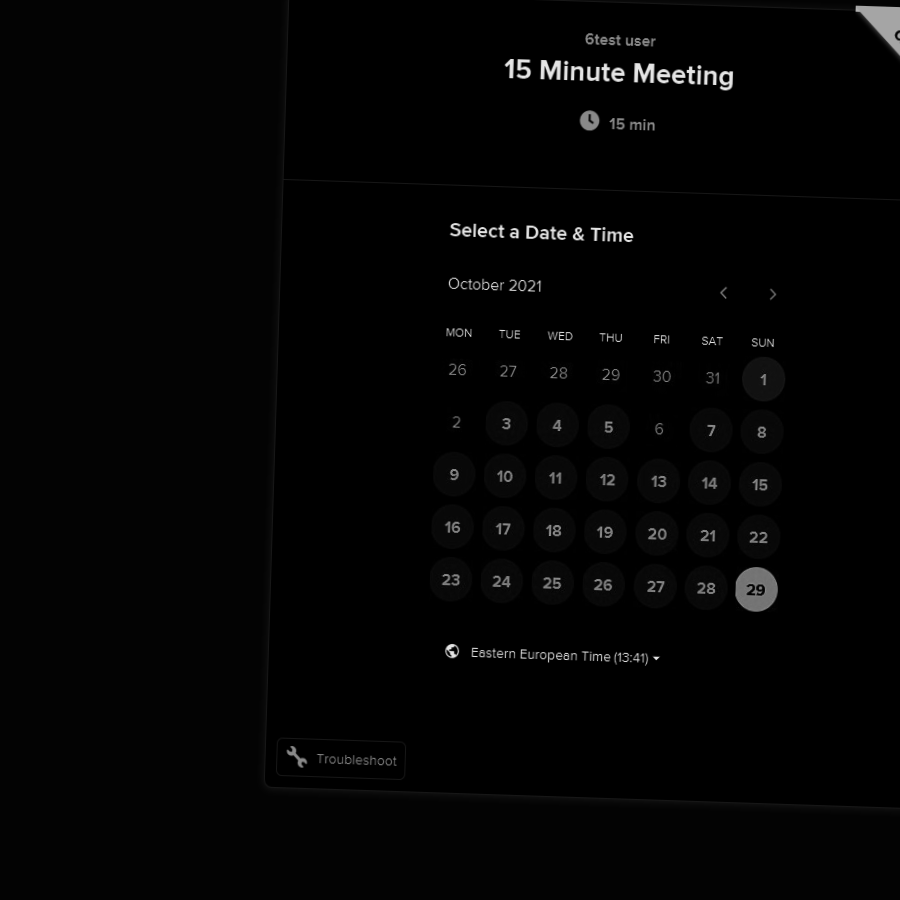 6test user
15 Minute Meeting
15 min
Select a Date & Time
October 2021
MON TUE WED THU FRI SAT SUN
26 27 28 29 30 31 1
2 3 4 5 6 7 8
9 10 11 12 13 14 15
16 17 18 19 20 21 22
23 24 25 26 27 28 29
Eastern European Time (13:41)
Troubleshoot